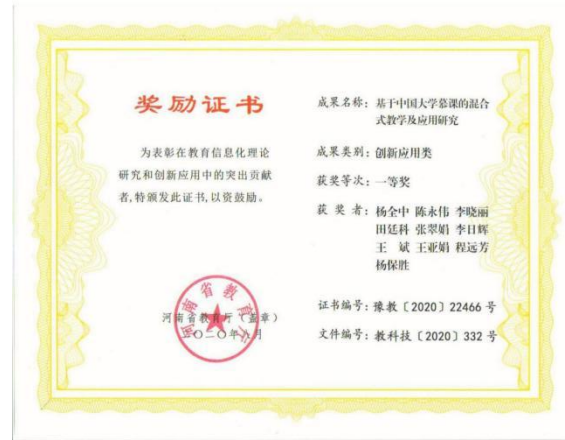 奖励证书
为表彰在教育信息化理论
研究和创新应用中的突出贡献
者,特颁发此证书,以资鼓励。
河南省教育厅(盖章)
二〇二〇年 月
河南省教育厅
成果名称：基于中国大学慕课的混合
式教学及应用研究
成果类别：创新应用类
获奖等次：一等奖
获 奖 者：杨全中 陈永伟 李晓丽
田廷科 张翠娟 李日辉
王 斌 王亚娟 程远芳
杨保胜
证书编号：豫教〔2020〕22466 号
文件编号：教科技〔2020〕332 号